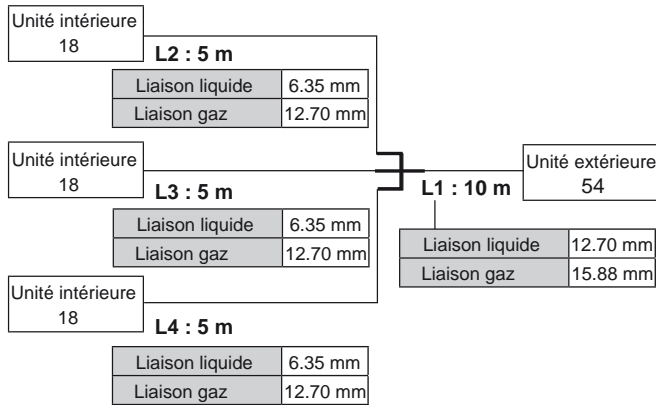 Unité intérieure
18
L2 : 5 m
Liaison liquide 6.35 mm
Liaison gaz 12.70 mm
Unité intérieure
18
L3 : 5 m
Liaison liquide 6.35 mm
Liaison gaz 12.70 mm
Unité extérieure
54
L1 : 10 m
Liaison liquide 12.70 mm
Liaison gaz 15.88 mm
Unité intérieure
18
L4 : 5 m
Liaison liquide 6.35 mm
Liaison gaz 12.70 mm